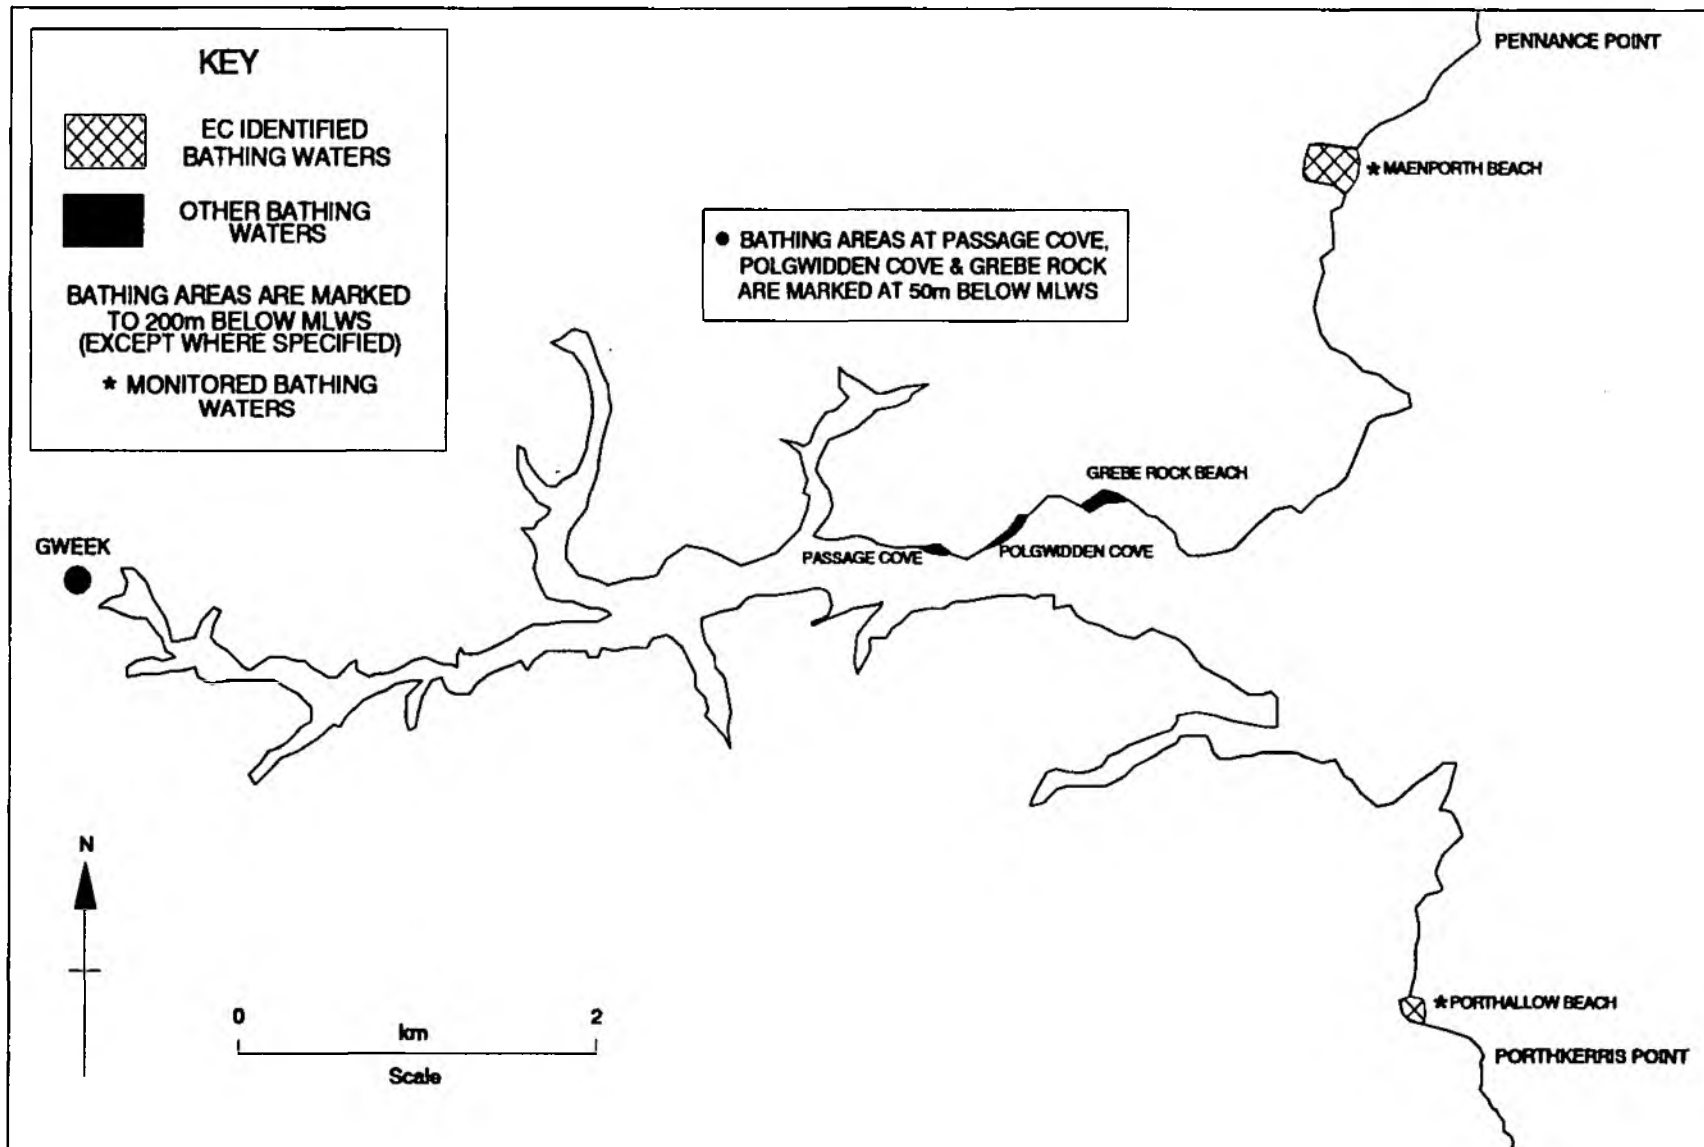 KEY
EC IDENTIFIED
BATHING WATERS
OTHER BATHING
WATERS
BATHING AREAS ARE MARKED
TO 200m BELOW MLWS
(EXCEPT WHERE SPECIFIED)
* MONITORED BATHING
WATERS
PENNANCE POINT
* MAENPORTH BEACH
● BATHING AREAS AT PASSAGE COVE,
POLGWIDDEN COVE & GREBE ROCK
ARE MARKED AT 50m BELOW MLWS
GREBE ROCK BEACH
GWEEK
PASSAGE COVE
POLGWIDDEN COVE
N
0 2
km
Scale
* PORTHALLOW BEACH
PORTHKERRIS POINT